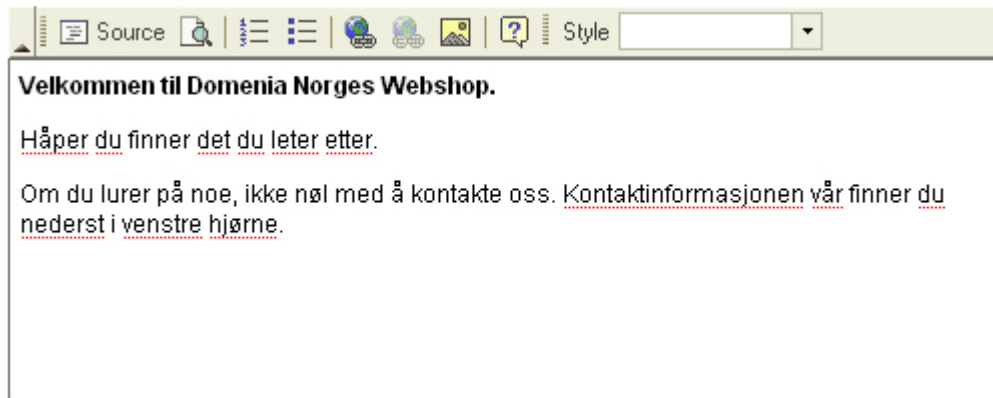 Source Style
Velkommen til Domenia Norges Webshop.
Håper du finner det du leter etter.
Om du lurer på noe, ikke nøl med å kontakte oss. Kontaktinformasjonen vår finner du
nederst i venstre hjørne.